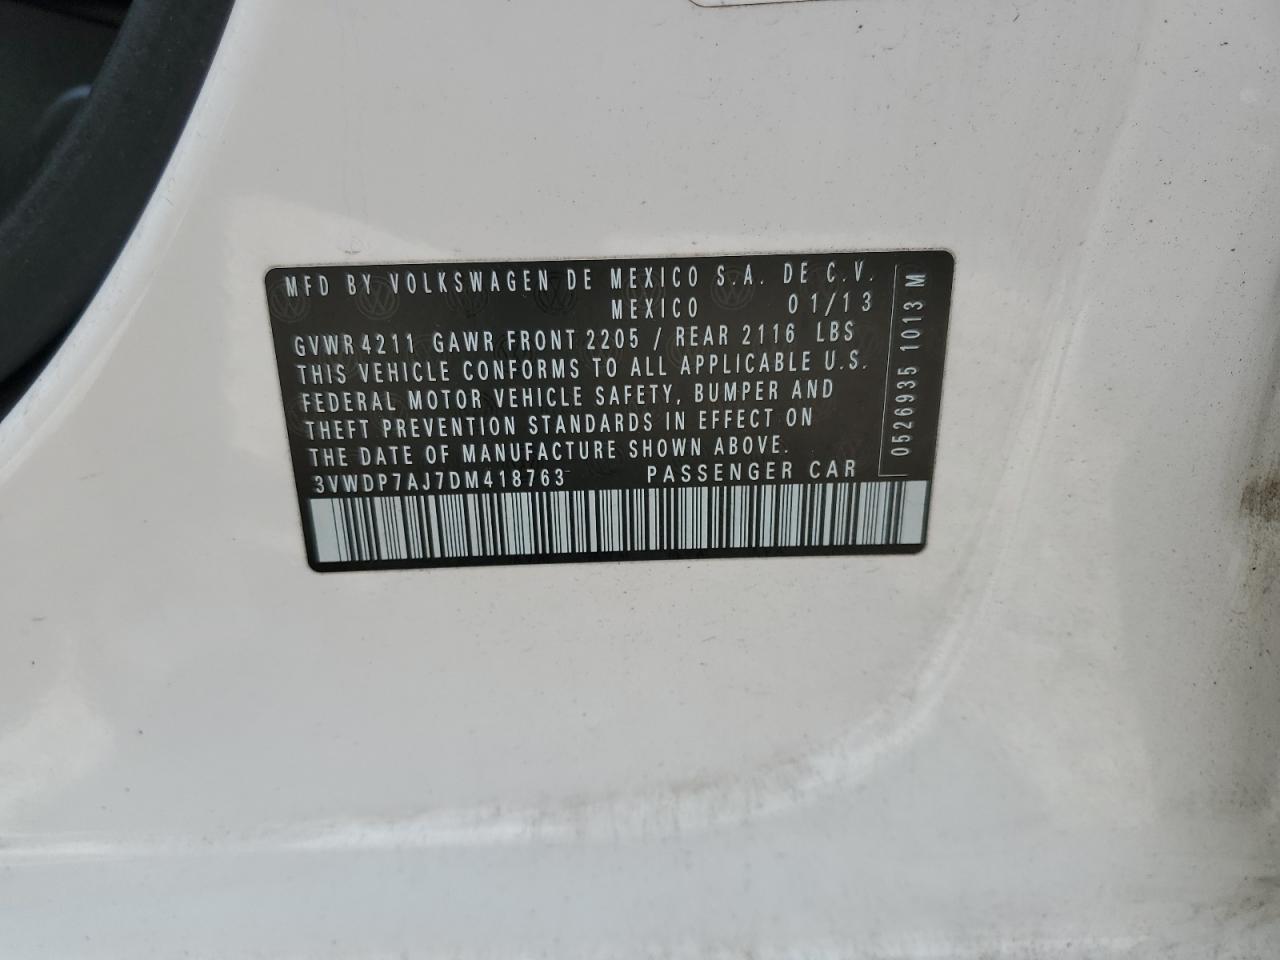 MFD BY VOLKSWAGEN DE MEXICO S.A. DE C.V.
MEXICO 01/13
GVWR 4211 GAWR FRONT 2205 / REAR 2116 LBS
THIS VEHICLE CONFORMS TO ALL APPLICABLE U.S.
FEDERAL MOTOR VEHICLE SAFETY, BUMPER AND
THEFT PREVENTION STANDARDS IN EFFECT ON
THE DATE OF MANUFACTURE SHOWN ABOVE.
3VWDP7AJ7DM418763 PASSENGER CAR
0526935 1013 M